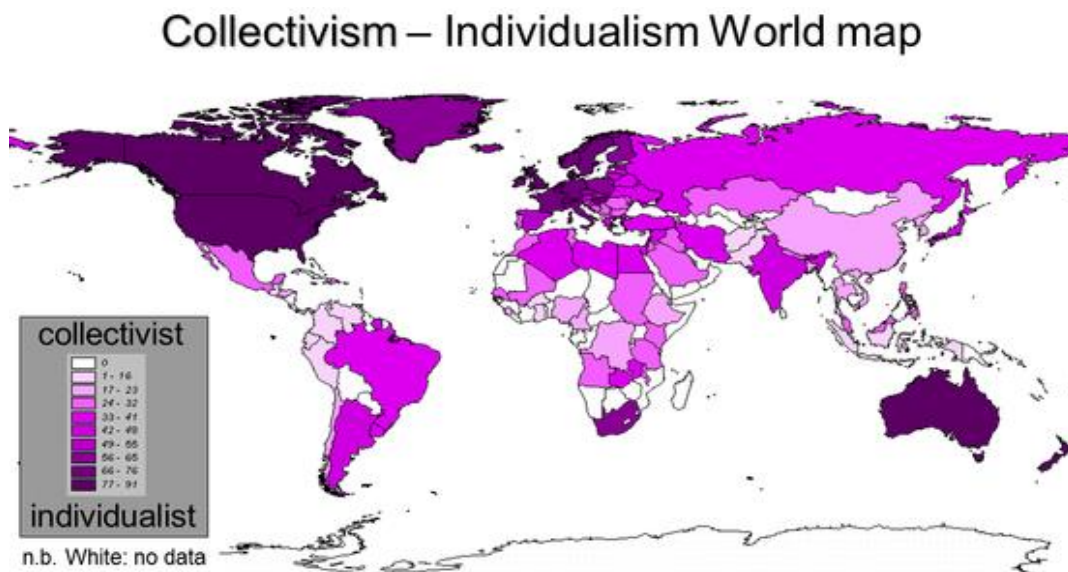 Collectivism – Individualism World map
collectivist
0
1 - 16
17 - 23
24 - 32
33 - 41
42 - 48
49 - 55
56 - 65
66 - 76
77 - 91
individualist
n.b. White: no data